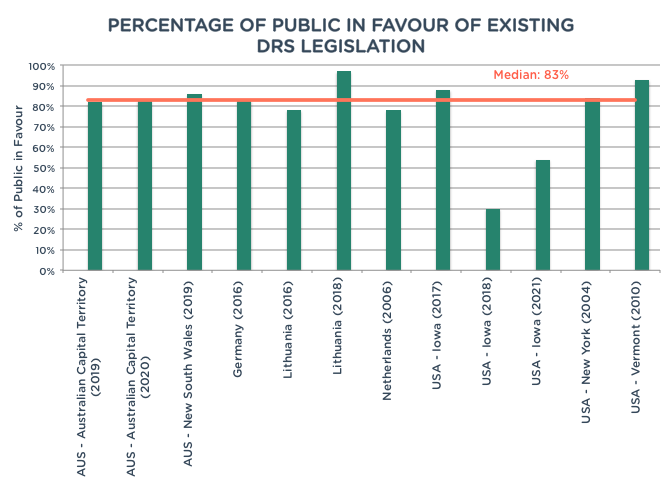 PERCENTAGE OF PUBLIC IN FAVOUR OF EXISTING
DRS LEGISLATION
Median: 83%
% of Public in Favour
100%
90%
80%
70%
60%
50%
40%
30%
20%
10%
0%
AUS - Australian Capital Territory
(2019)
AUS - Australian Capital Territory
(2020)
AUS - New South Wales (2019)
Germany (2016)
Lithuania (2016)
Lithuania (2018)
Netherlands (2006)
USA - Iowa (2017)
USA - Iowa (2018)
USA - Iowa (2021)
USA - New York (2004)
USA - Vermont (2010)